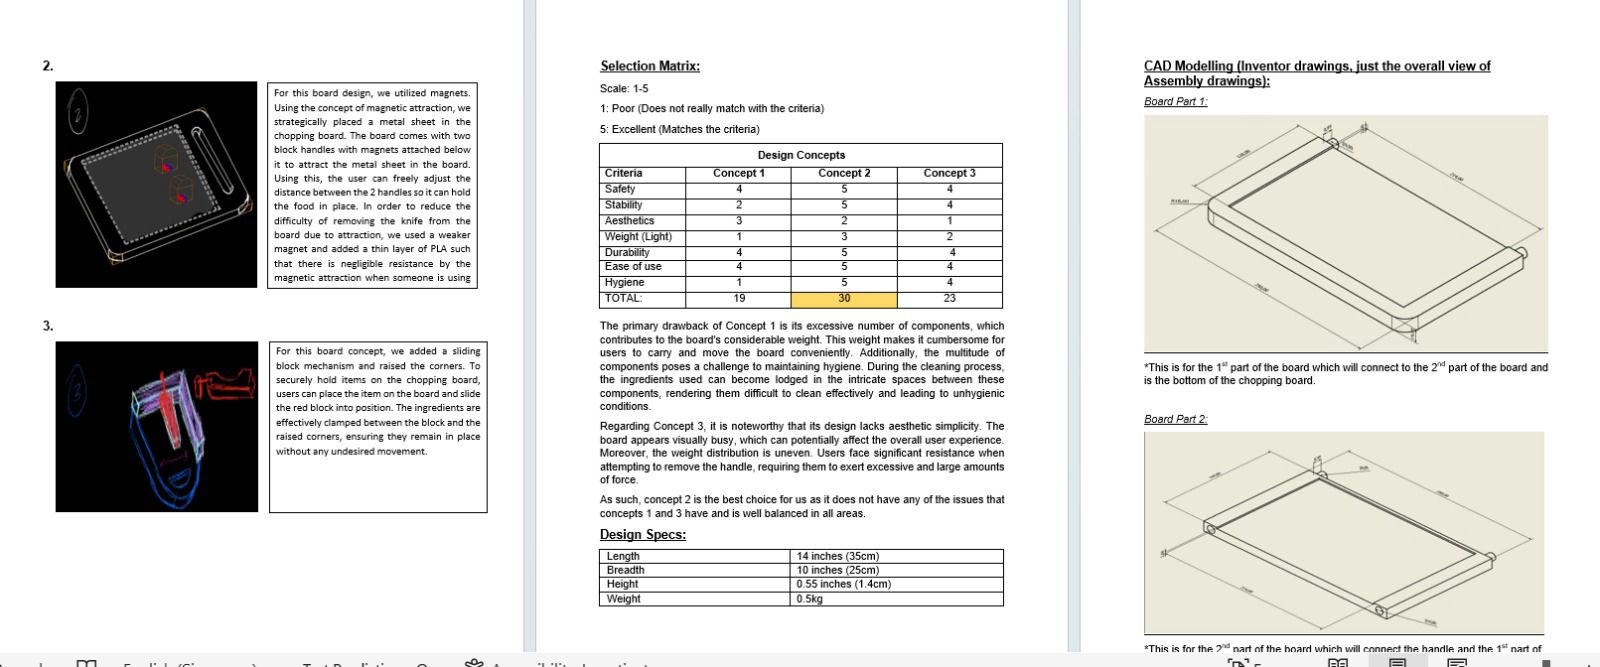 2.
For this board design, we utilized magnets.
Using the concept of magnetic attraction, we
strategically placed a metal sheet in the
chopping board. The board comes with two
block handles with magnets attached below
it to attract the metal sheet in the board.
Using this, the user can freely adjust the
distance between the 2 handles so it can hold
the food in place. In order to reduce the
difficulty of removing the knife from the
board due to attraction, we used a weaker
magnet and added a thin layer of PLA such
that there is negligible resistance by the
magnetic attraction when someone is using
3.
For this board concept, we added a sliding
block mechanism and raised the corners. To
securely hold items on the chopping board,
users can place the item on the board and slide
the red block into position. The ingredients are
effectively clamped between the block and the
raised corners, ensuring they remain in place
without any undesired movement.
Selection Matrix:
Scale: 1-5
1: Poor (Does not really match with the criteria)
5: Excellent (Matches the criteria)
Design Concepts
Criteria Concept 1 Concept 2 Concept 3
Safety 4 5 4
Stability 2 5 4
Aesthetics 3 2 1
Weight (Light) 1 3 2
Durability 4 5 4
Ease of use 4 5 4
Hygiene 1 5 4
TOTAL: 19 30 23
The primary drawback of Concept 1 is its excessive number of components, which
contributes to the board's considerable weight. This weight makes it cumbersome for
users to carry and move the board conveniently. Additionally, the multitude of
components poses a challenge to maintaining hygiene. During the cleaning process,
the ingredients used can become lodged in the intricate spaces between these
components, rendering them difficult to clean effectively and leading to unhygienic
conditions.
Regarding Concept 3, it is noteworthy that its design lacks aesthetic simplicity. The
board appears visually busy, which can potentially affect the overall user experience.
Moreover, the weight distribution is uneven. Users face significant resistance when
attempting to remove the handle, requiring them to exert excessive and large amounts
of force.
As such, concept 2 is the best choice for us as it does not have any of the issues that
concepts 1 and 3 have and is well balanced in all areas.
Design Specs:
Length 14 inches (35cm)
Breadth 10 inches (25cm)
Height 0.55 inches (1.4cm)
Weight 0.5kg
CAD Modelling (Inventor drawings, just the overall view of
Assembly drawings):
Board Part 1:
*This is for the 1st part of the board which will connect to the 2nd part of the board and
is the bottom of the chopping board.
Board Part 2:
*This is for the 2nd part of the board which will connect the handle and the 1st part of